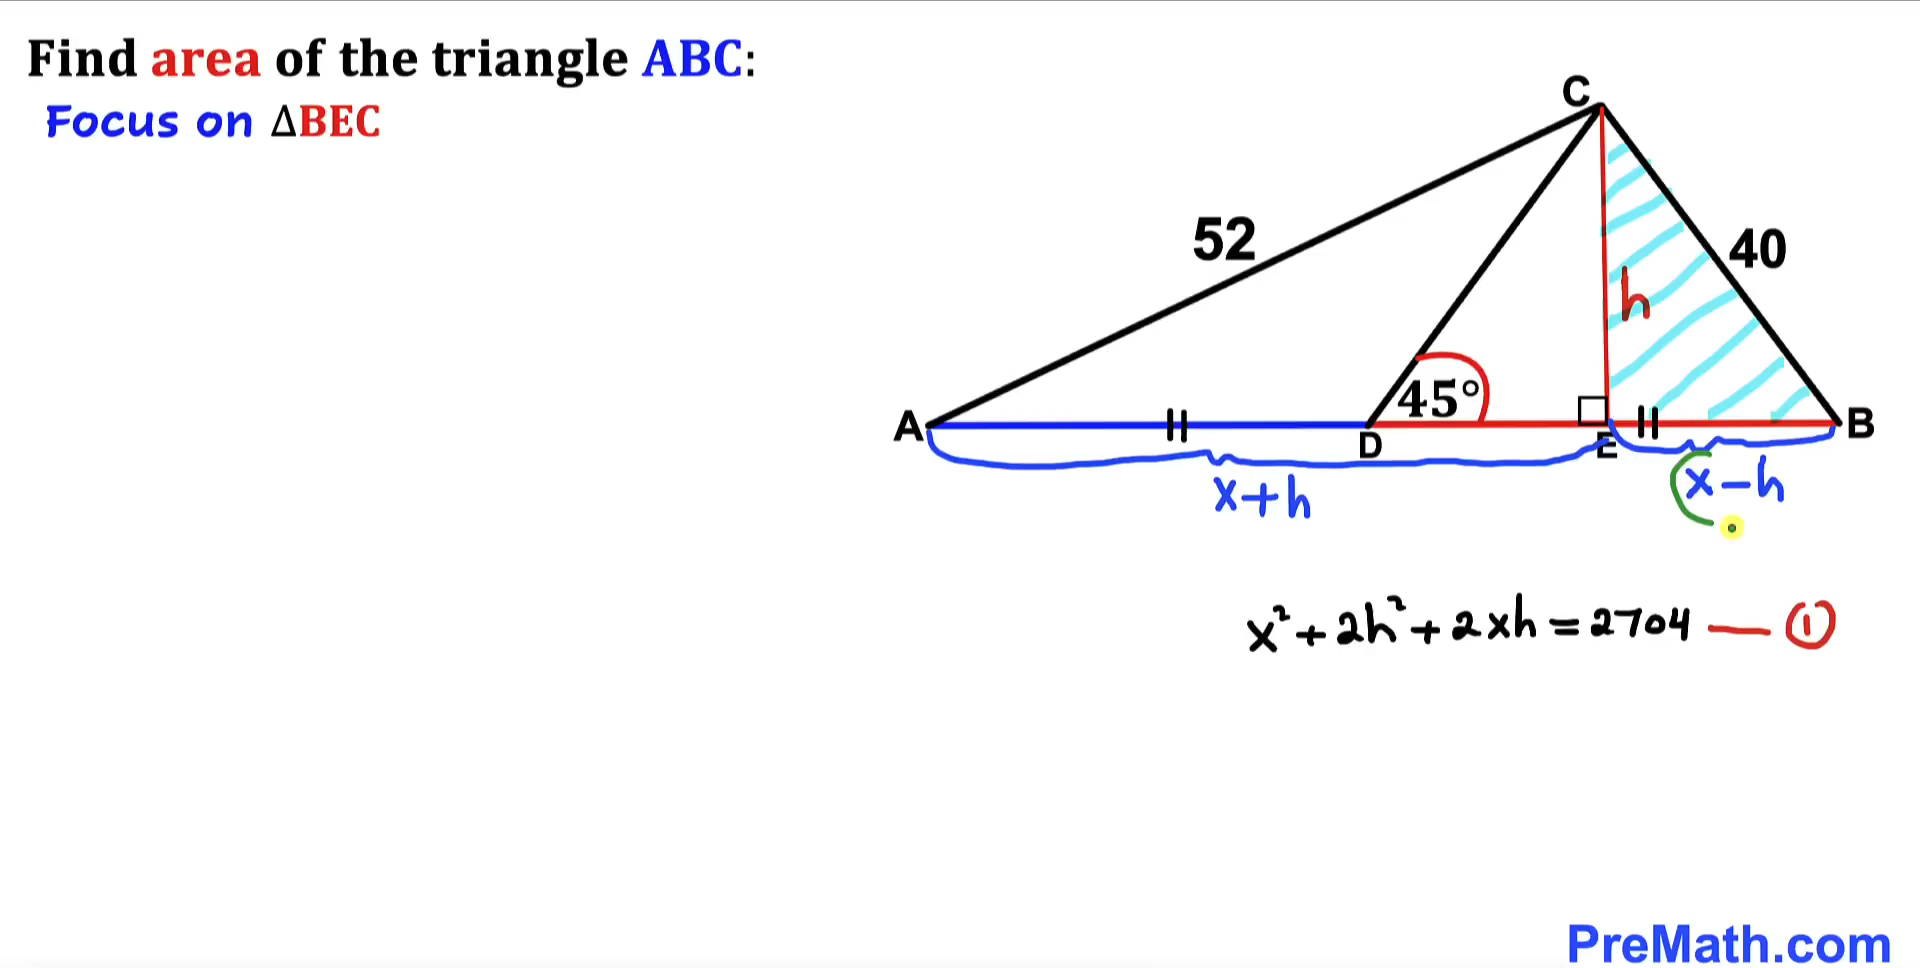 Find area of the triangle ABC:
Focus on ΔBEC
C
52
40
h
45°
A
D
E
B
x+h
x-h
x²+2h²+2xh=2704 — ①
PreMath.com